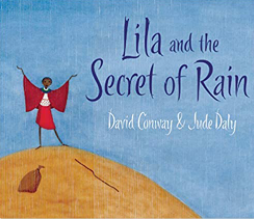 Lila and the
Secret of Rain
David Conway & Jude Daly